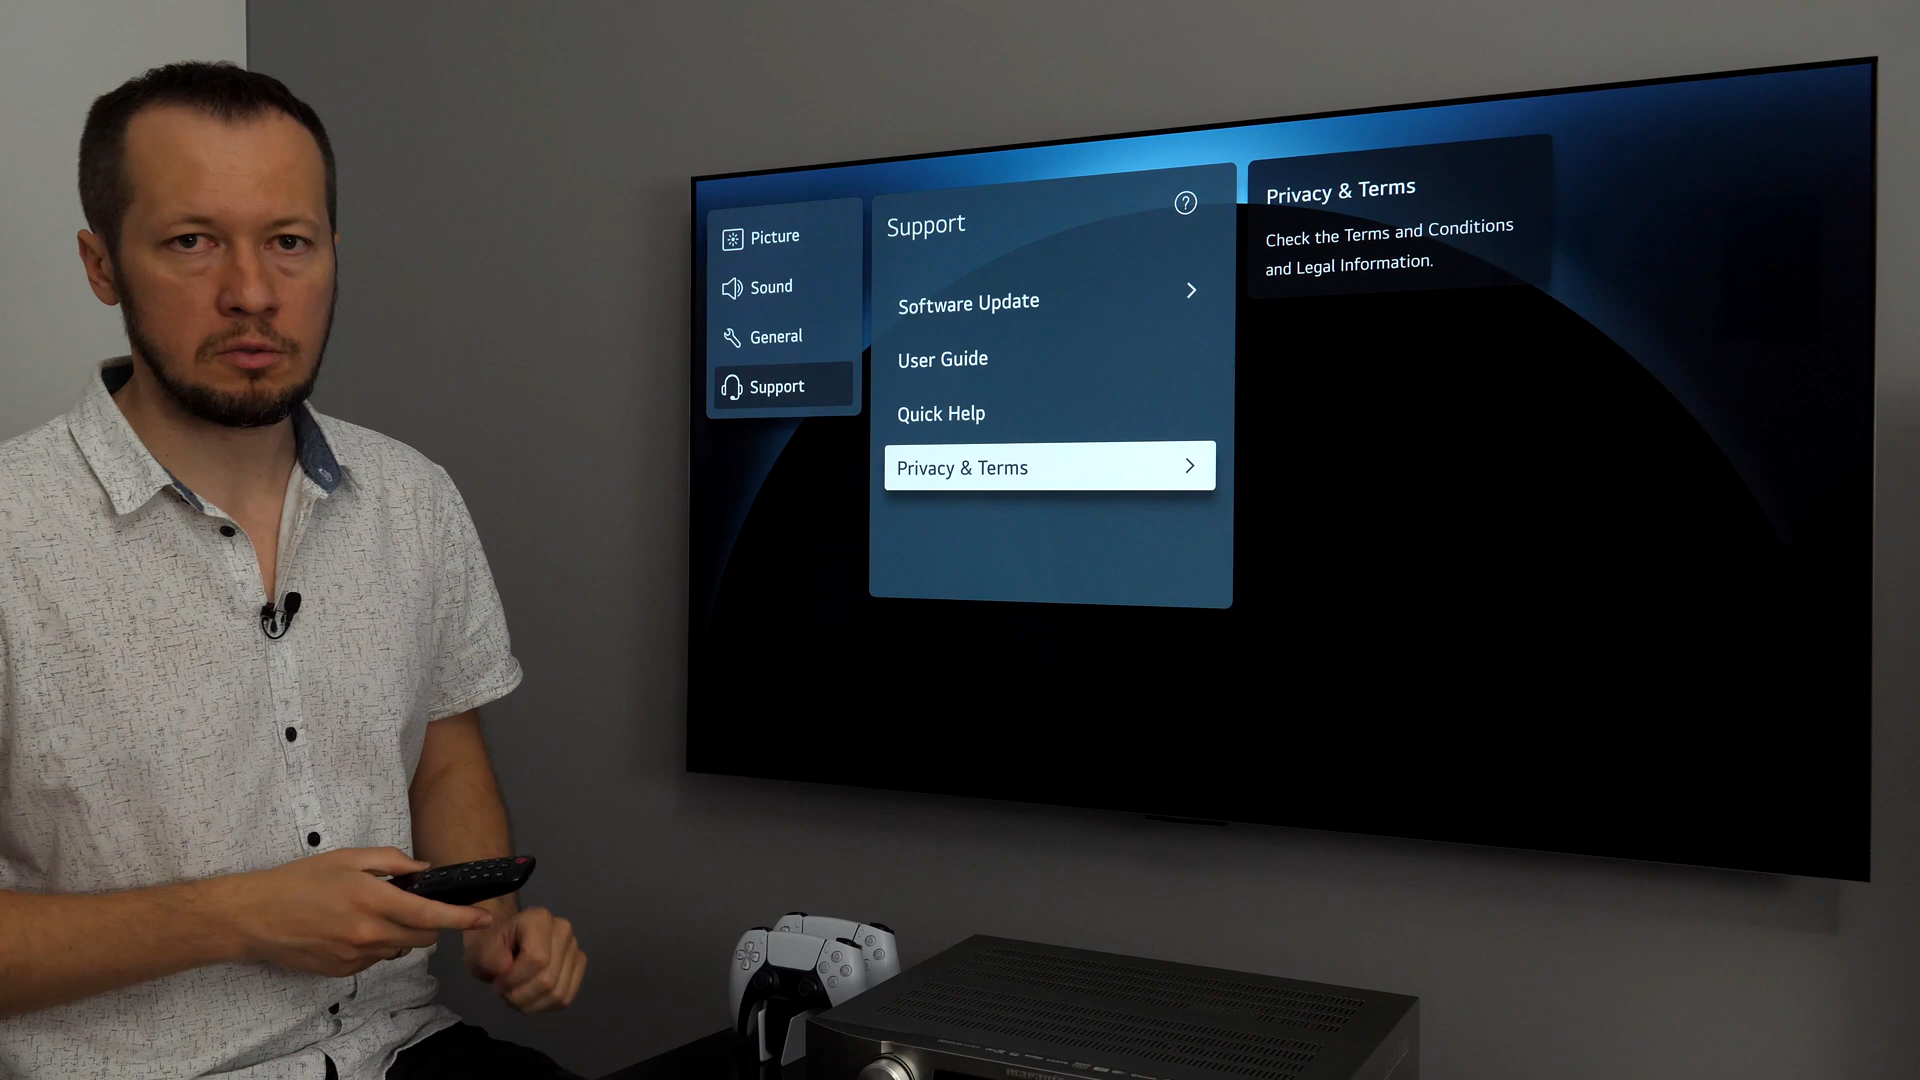 Picture
Sound
General
Support
Support
?
Software Update
User Guide
Quick Help
Privacy & Terms
Privacy & Terms
Check the Terms and Conditions
and Legal Information.
marantz